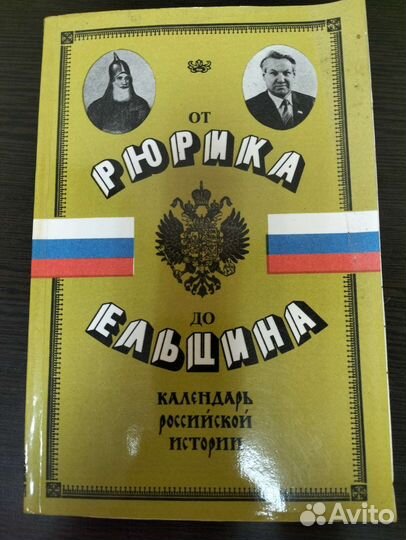 ОТ
РЮРИКА
ДО
ЕЛЬЦИНА
КАЛЕНДАРЬ
РОССИЙСКОЙ
ИСТОРИИ
Avito